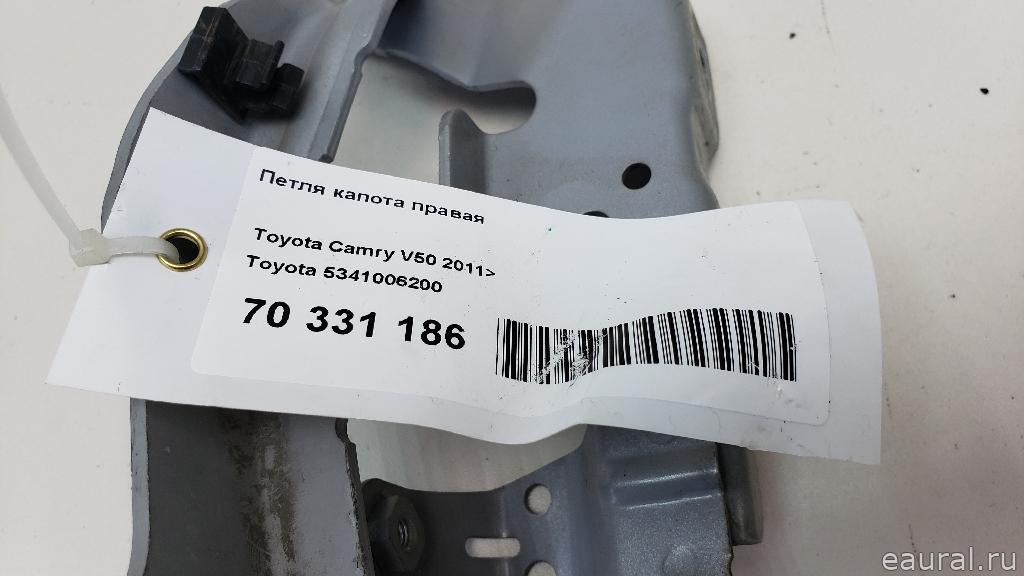 Петля капота правая
Toyota Camry V50 2011>
Toyota 5341006200
70 331 186
eaural.ru